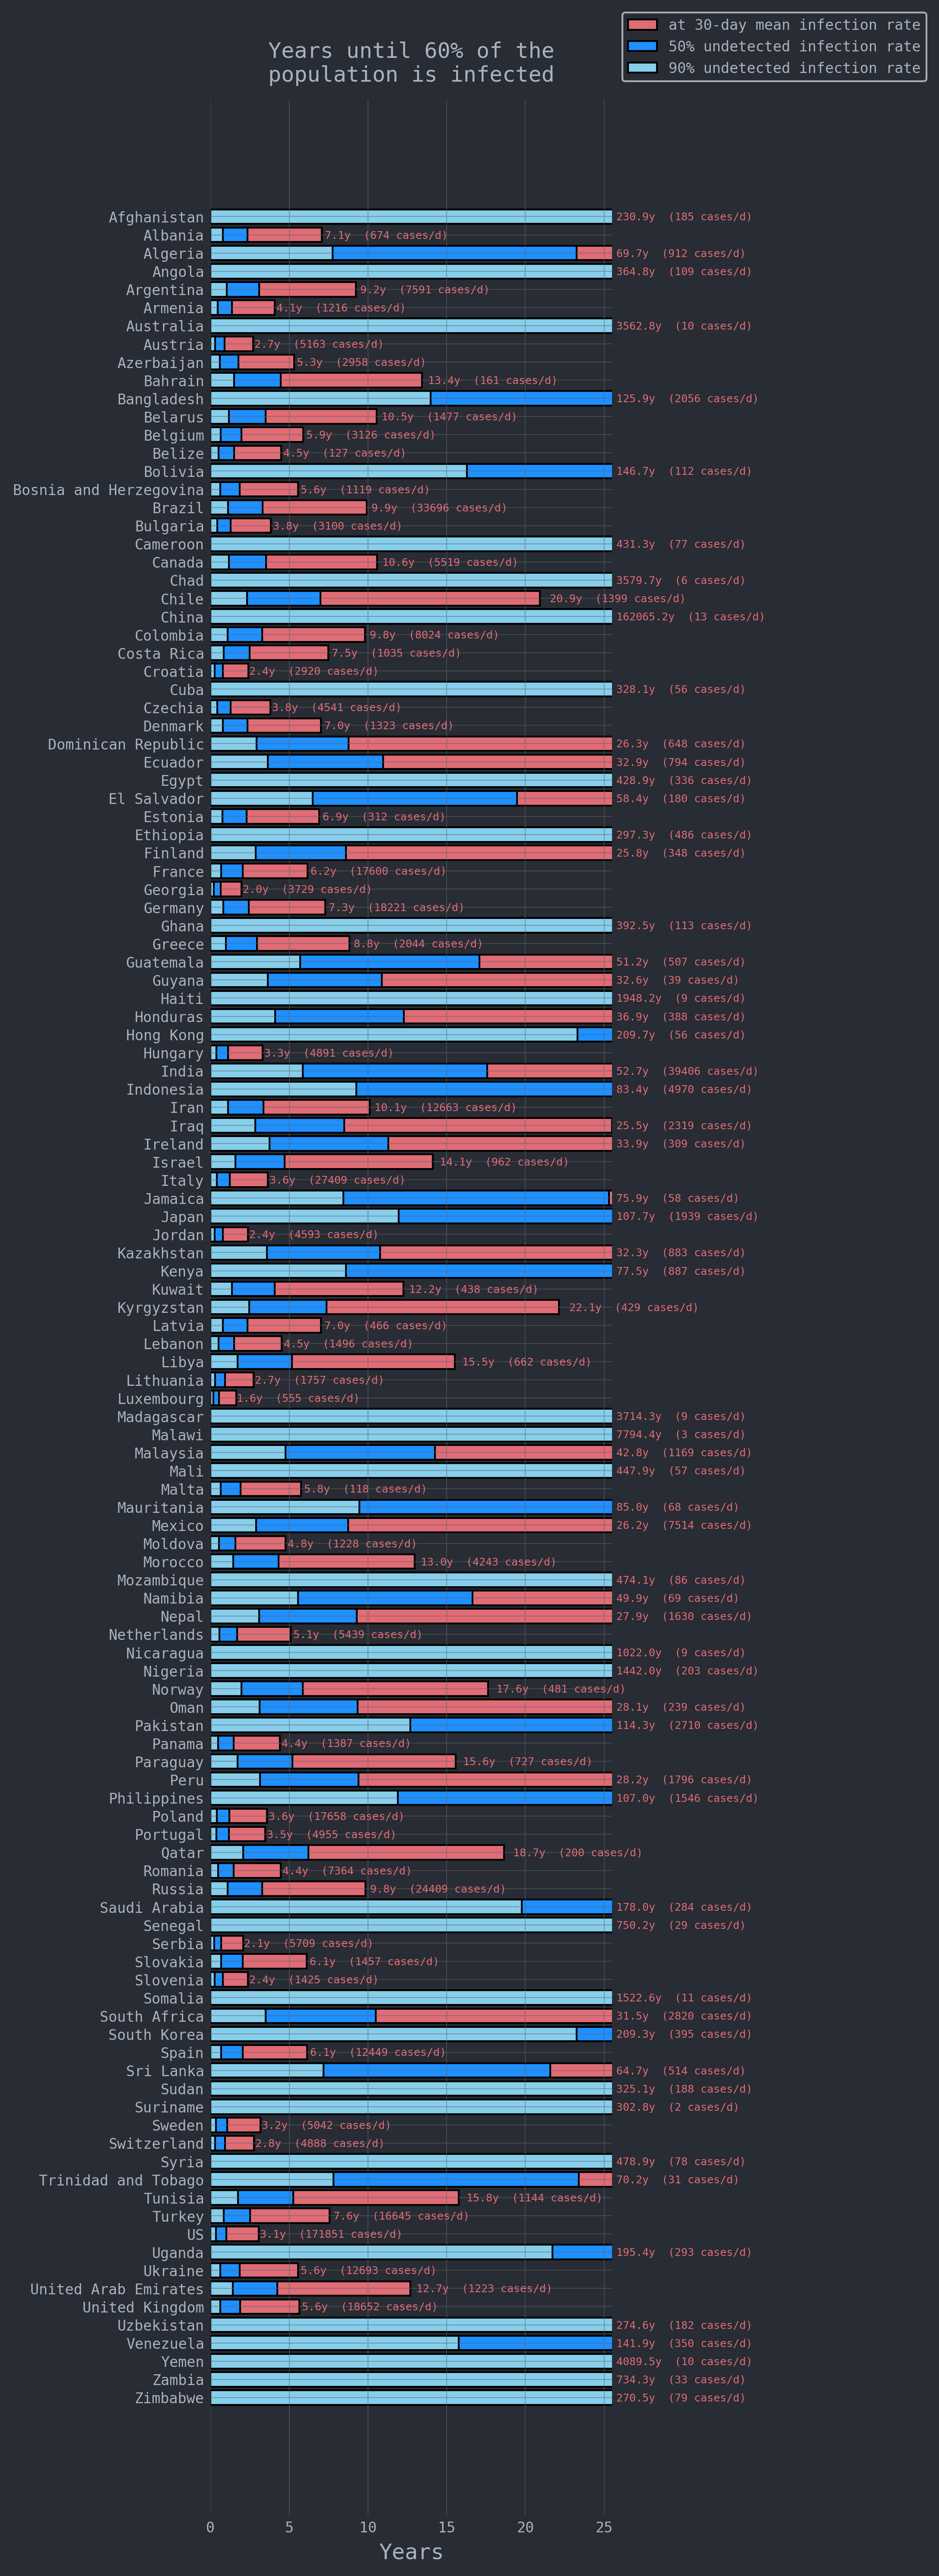 at 30-day mean infection rate
50% undetected infection rate
90% undetected infection rate
Years until 60% of the
population is infected
Afghanistan 230.9y (185 cases/d)
Albania 7.1y (674 cases/d)
Algeria 69.7y (912 cases/d)
Angola 364.8y (109 cases/d)
Argentina 9.2y (7591 cases/d)
Armenia 4.1y (1216 cases/d)
Australia 3562.8y (10 cases/d)
Austria 2.7y (5163 cases/d)
Azerbaijan 5.3y (2958 cases/d)
Bahrain 13.4y (161 cases/d)
Bangladesh 125.9y (2056 cases/d)
Belarus 10.5y (1477 cases/d)
Belgium 5.9y (3126 cases/d)
Belize 4.5y (127 cases/d)
Bolivia 146.7y (112 cases/d)
Bosnia and Herzegovina 5.6y (1119 cases/d)
Brazil 9.9y (33696 cases/d)
Bulgaria 3.8y (3100 cases/d)
Cameroon 431.3y (77 cases/d)
Canada 10.6y (5519 cases/d)
Chad 3579.7y (6 cases/d)
Chile 20.9y (1399 cases/d)
China 162065.2y (13 cases/d)
Colombia 9.8y (8024 cases/d)
Costa Rica 7.5y (1035 cases/d)
Croatia 2.4y (2920 cases/d)
Cuba 328.1y (56 cases/d)
Czechia 3.8y (4541 cases/d)
Denmark 7.0y (1323 cases/d)
Dominican Republic 26.3y (648 cases/d)
Ecuador 32.9y (794 cases/d)
Egypt 428.9y (336 cases/d)
El Salvador 58.4y (180 cases/d)
Estonia 6.9y (312 cases/d)
Ethiopia 297.3y (486 cases/d)
Finland 25.8y (348 cases/d)
France 6.2y (17600 cases/d)
Georgia 2.0y (3729 cases/d)
Germany 7.3y (18221 cases/d)
Ghana 392.5y (113 cases/d)
Greece 8.8y (2044 cases/d)
Guatemala 51.2y (507 cases/d)
Guyana 32.6y (39 cases/d)
Haiti 1948.2y (9 cases/d)
Honduras 36.9y (388 cases/d)
Hong Kong 209.7y (56 cases/d)
Hungary 3.3y (4891 cases/d)
India 52.7y (39406 cases/d)
Indonesia 83.4y (4970 cases/d)
Iran 10.1y (12663 cases/d)
Iraq 25.5y (2319 cases/d)
Ireland 33.9y (309 cases/d)
Israel 14.1y (962 cases/d)
Italy 3.6y (27409 cases/d)
Jamaica 75.9y (58 cases/d)
Japan 107.7y (1939 cases/d)
Jordan 2.4y (4593 cases/d)
Kazakhstan 32.3y (883 cases/d)
Kenya 77.5y (887 cases/d)
Kuwait 12.2y (438 cases/d)
Kyrgyzstan 22.1y (429 cases/d)
Latvia 7.0y (466 cases/d)
Lebanon 4.5y (1496 cases/d)
Libya 15.5y (662 cases/d)
Lithuania 2.7y (1757 cases/d)
Luxembourg 1.6y (555 cases/d)
Madagascar 3714.3y (9 cases/d)
Malawi 7794.4y (3 cases/d)
Malaysia 42.8y (1169 cases/d)
Mali 447.9y (57 cases/d)
Malta 5.8y (118 cases/d)
Mauritania 85.0y (68 cases/d)
Mexico 26.2y (7514 cases/d)
Moldova 4.8y (1228 cases/d)
Morocco 13.0y (4243 cases/d)
Mozambique 474.1y (86 cases/d)
Namibia 49.9y (69 cases/d)
Nepal 27.9y (1630 cases/d)
Netherlands 5.1y (5439 cases/d)
Nicaragua 1022.0y (9 cases/d)
Nigeria 1442.0y (203 cases/d)
Norway 17.6y (481 cases/d)
Oman 28.1y (239 cases/d)
Pakistan 114.3y (2710 cases/d)
Panama 4.4y (1387 cases/d)
Paraguay 15.6y (727 cases/d)
Peru 28.2y (1796 cases/d)
Philippines 107.0y (1546 cases/d)
Poland 3.6y (17658 cases/d)
Portugal 3.5y (4955 cases/d)
Qatar 18.7y (200 cases/d)
Romania 4.4y (7364 cases/d)
Russia 9.8y (24409 cases/d)
Saudi Arabia 178.0y (284 cases/d)
Senegal 750.2y (29 cases/d)
Serbia 2.1y (5709 cases/d)
Slovakia 6.1y (1457 cases/d)
Slovenia 2.4y (1425 cases/d)
Somalia 1522.6y (11 cases/d)
South Africa 31.5y (2820 cases/d)
South Korea 209.3y (395 cases/d)
Spain 6.1y (12449 cases/d)
Sri Lanka 64.7y (514 cases/d)
Sudan 325.1y (188 cases/d)
Suriname 302.8y (2 cases/d)
Sweden 3.2y (5042 cases/d)
Switzerland 2.8y (4888 cases/d)
Syria 478.9y (78 cases/d)
Trinidad and Tobago 70.2y (31 cases/d)
Tunisia 15.8y (1144 cases/d)
Turkey 7.6y (16645 cases/d)
US 3.1y (171851 cases/d)
Uganda 195.4y (293 cases/d)
Ukraine 5.6y (12693 cases/d)
United Arab Emirates 12.7y (1223 cases/d)
United Kingdom 5.6y (18652 cases/d)
Uzbekistan 274.6y (182 cases/d)
Venezuela 141.9y (350 cases/d)
Yemen 4089.5y (10 cases/d)
Zambia 734.3y (33 cases/d)
Zimbabwe 270.5y (79 cases/d)
0 5 10 15 20 25
Years